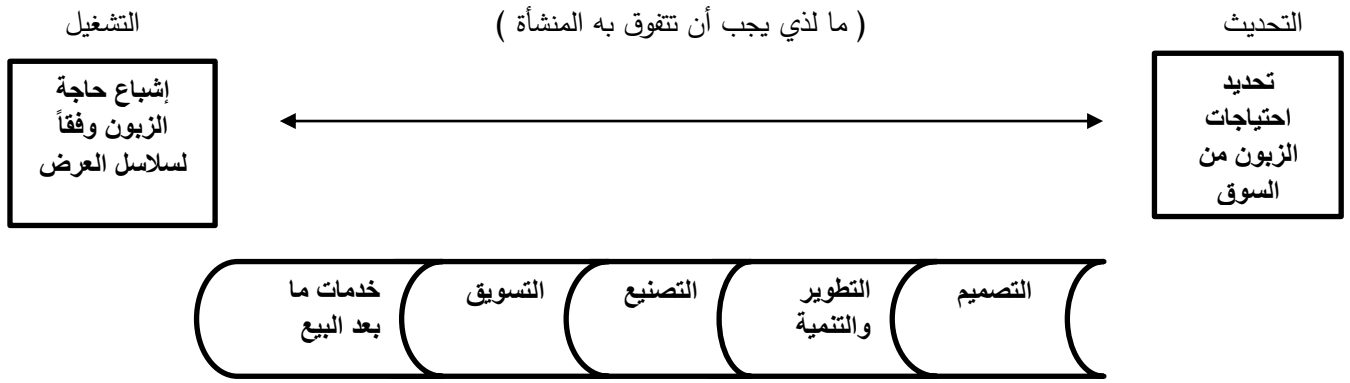 التحديث
( ما لذي يجب أن تتفوق به المنشأة )
التشغيل
تحديد
احتياجات
الزبون من
السوق
إشباع حاجة
الزبون وفقاً
لسلاسل العرض
التصميم
التطوير
والتنمية
التصنيع
التسويق
خدمات ما
بعد البيع